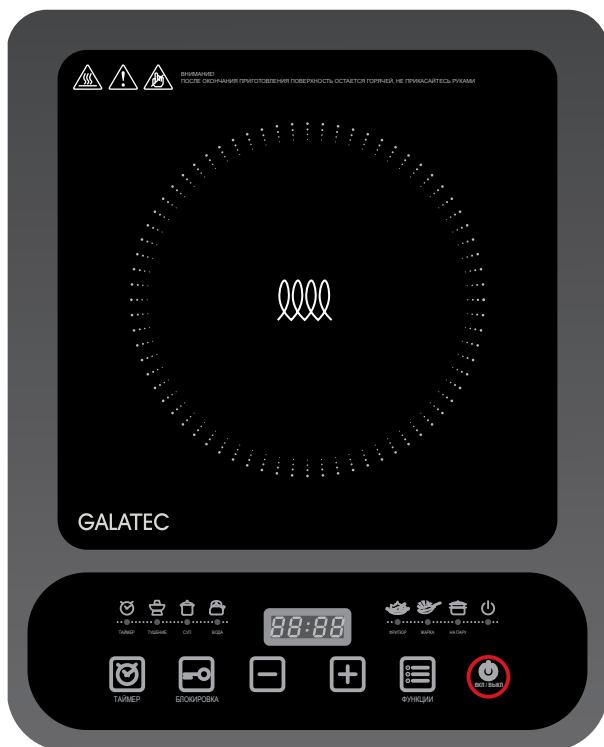 ВНИМАНИЕ!
ПОСЛЕ ОКОНЧАНИЯ ПРИГОТОВЛЕНИЯ ПОВЕРХНОСТЬ ОСТАЕТСЯ ГОРЯЧЕЙ, НЕ ПРИКАСАЙТЕСЬ РУКАМИ
GALATEC
ТАЙМЕР ТУШЕНИЕ СУП ВОДА
88:88
ФРИТЮР ЖАРКА НА ПАРУ
ВКЛ / ВЫКЛ
ТАЙМЕР БЛОКИРОВКА ФУНКЦИИ